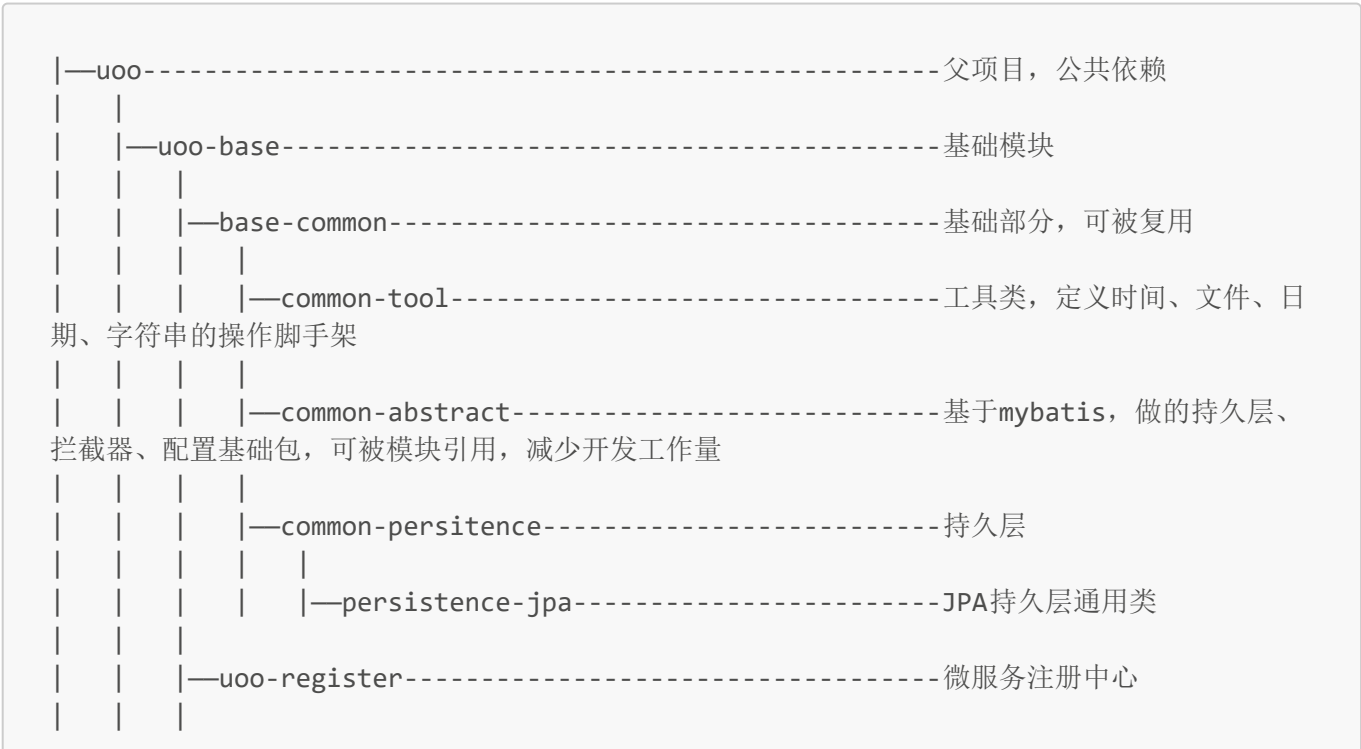 |——uoo----------------------------------------------------父项目，公共依赖
|   |
|   |——uoo-base-------------------------------------------基础模块
|   |   |
|   |   |——base-common------------------------------------基础部分，可被复用
|   |   |   |
|   |   |   |——common-tool--------------------------------工具类，定义时间、文件、日
期、字符串的操作脚手架
|   |   |   |
|   |   |   |——common-abstract----------------------------基于mybatis，做的持久层、
拦截器、配置基础包，可被模块引用，减少开发工作量
|   |   |   |
|   |   |   |——common-persitence--------------------------持久层
|   |   |   |   |
|   |   |   |   |——persistence-jpa------------------------JPA持久层通用类
|   |   |
|   |   |——uoo-register-----------------------------------微服务注册中心
|   |   |